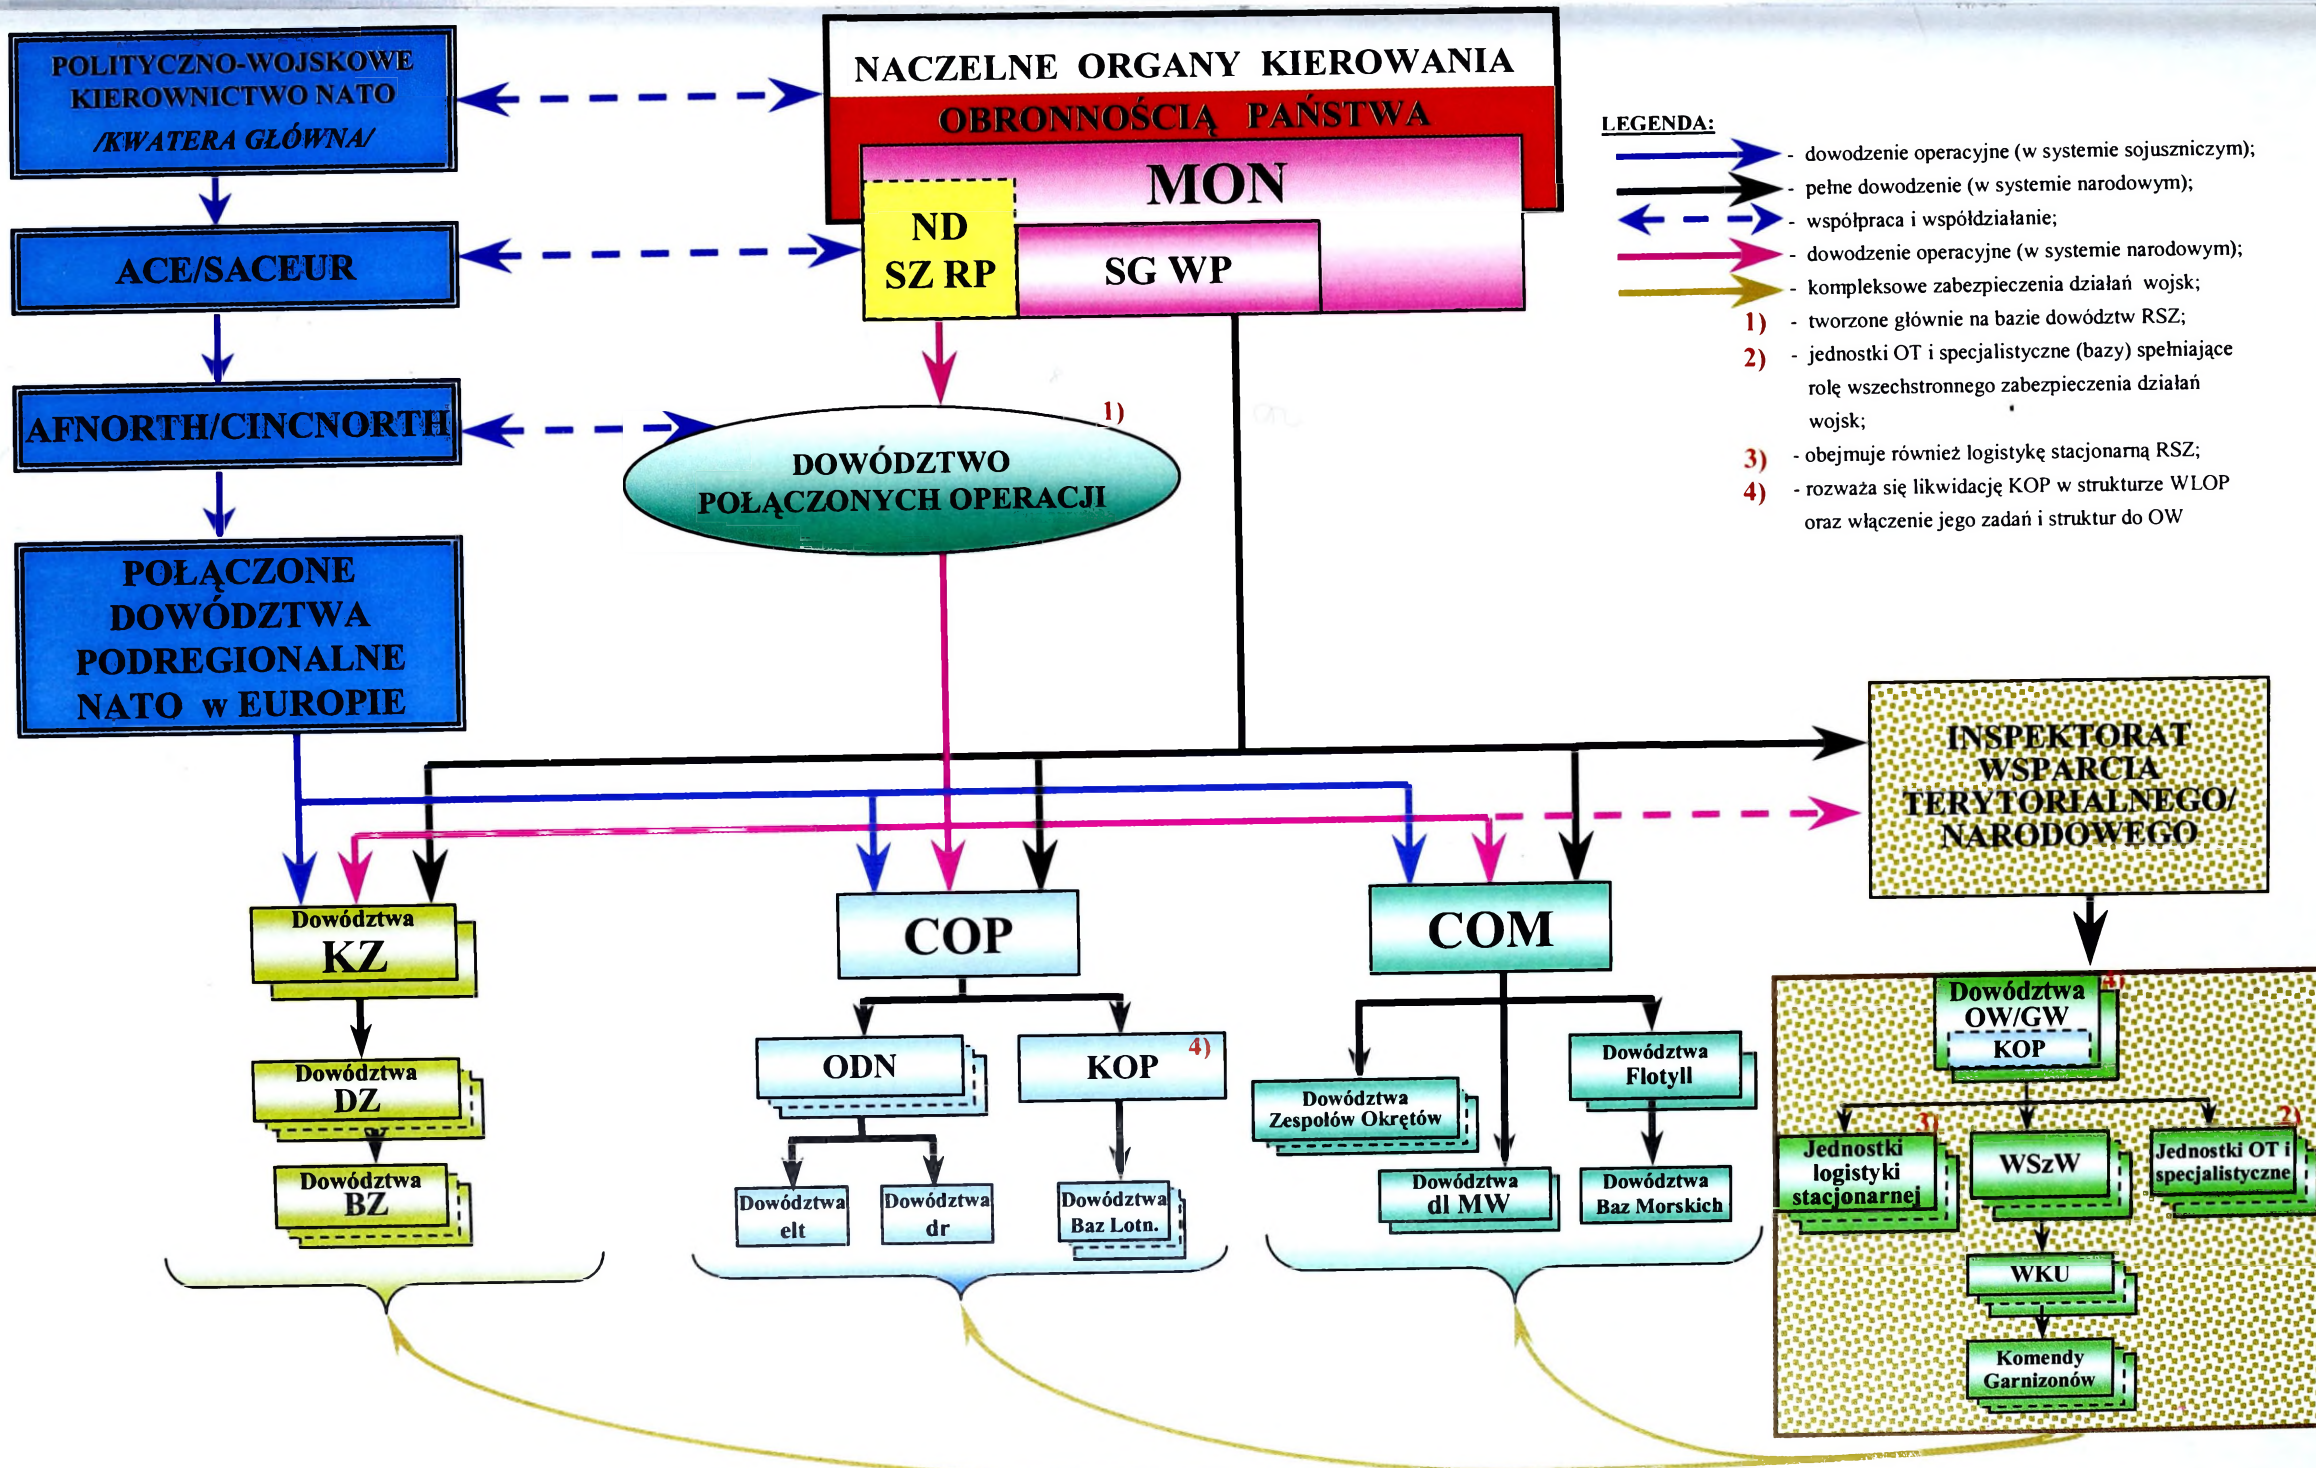 POLITYCZNO-WOJSKOWE
KIEROWNICTWO NATO
/KWATERA GŁÓWNA/
ACE/SACEUR
AFNORTH/CINCNORTH
POŁĄCZONE
DOWÓDZTWA
PODREGIONALNE
NATO w EUROPIE
NACZELNE ORGANY KIEROWANIA
OBRONNOŚCIĄ PAŃSTWA
MON
ND
SZ RP
SG WP
1)
DOWÓDZTWO
POŁĄCZONYCH OPERACJI
LEGENDA:
- dowodzenie operacyjne (w systemie sojuszniczym);
- pełne dowodzenie (w systemie narodowym);
- współpraca i współdziałanie;
- dowodzenie operacyjne (w systemie narodowym);
- kompleksowe zabezpieczenia działań wojsk;
1) - tworzone głównie na bazie dowództw RSZ;
2) - jednostki OT i specjalistyczne (bazy) spełniające
rolę wszechstronnego zabezpieczenia działań
wojsk;
3) - obejmuje również logistykę stacjonarną RSZ;
4) - rozważa się likwidację KOP w strukturze WLOP
oraz włączenie jego zadań i struktur do OW
INSPEKTORAT
WSPARCIA
TERYTORIALNEGO/
NARODOWEGO
Dowództwa
KZ
Dowództwa
DZ
Dowództwa
BZ
COP
ODN
KOP 4)
Dowództwa
elt
Dowództwa
dr
Dowództwa
Baz Lotn.
COM
Dowództwa
Zespołów Okrętów
Dowództwa
Flotyll
Dowództwa
dl MW
Dowództwa
Baz Morskich
4)
Dowództwa
OW/GW
KOP
3)
Jednostki
logistyki
stacjonarnej
WSzW
2)
Jednostki OT i
specjalistyczne
WKU
Komendy
Garnizonów